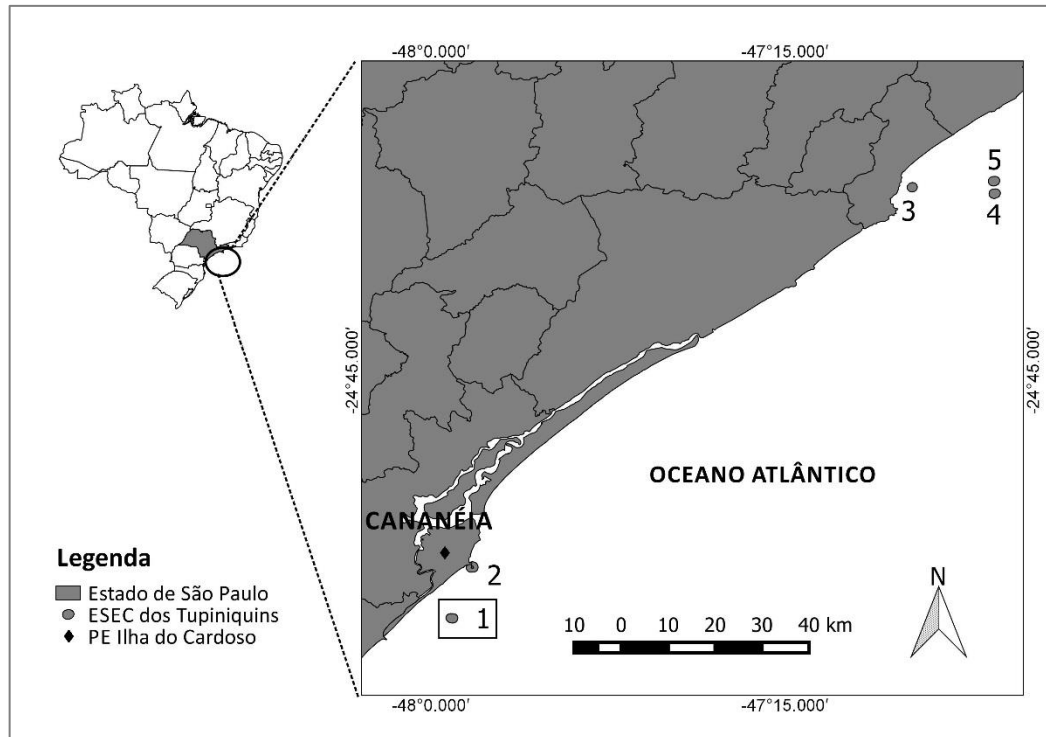 -48°0.000′
-47°15.000′
5
4
3
-24°45.000′
-24°45.000′
OCEANO ATLÂNTICO
CANANÉIA
2
1
Legenda
Estado de São Paulo
ESEC dos Tupiniquins
PE Ilha do Cardoso
10 0 10 20 30 40 km
N
-48°0.000′
-47°15.000′